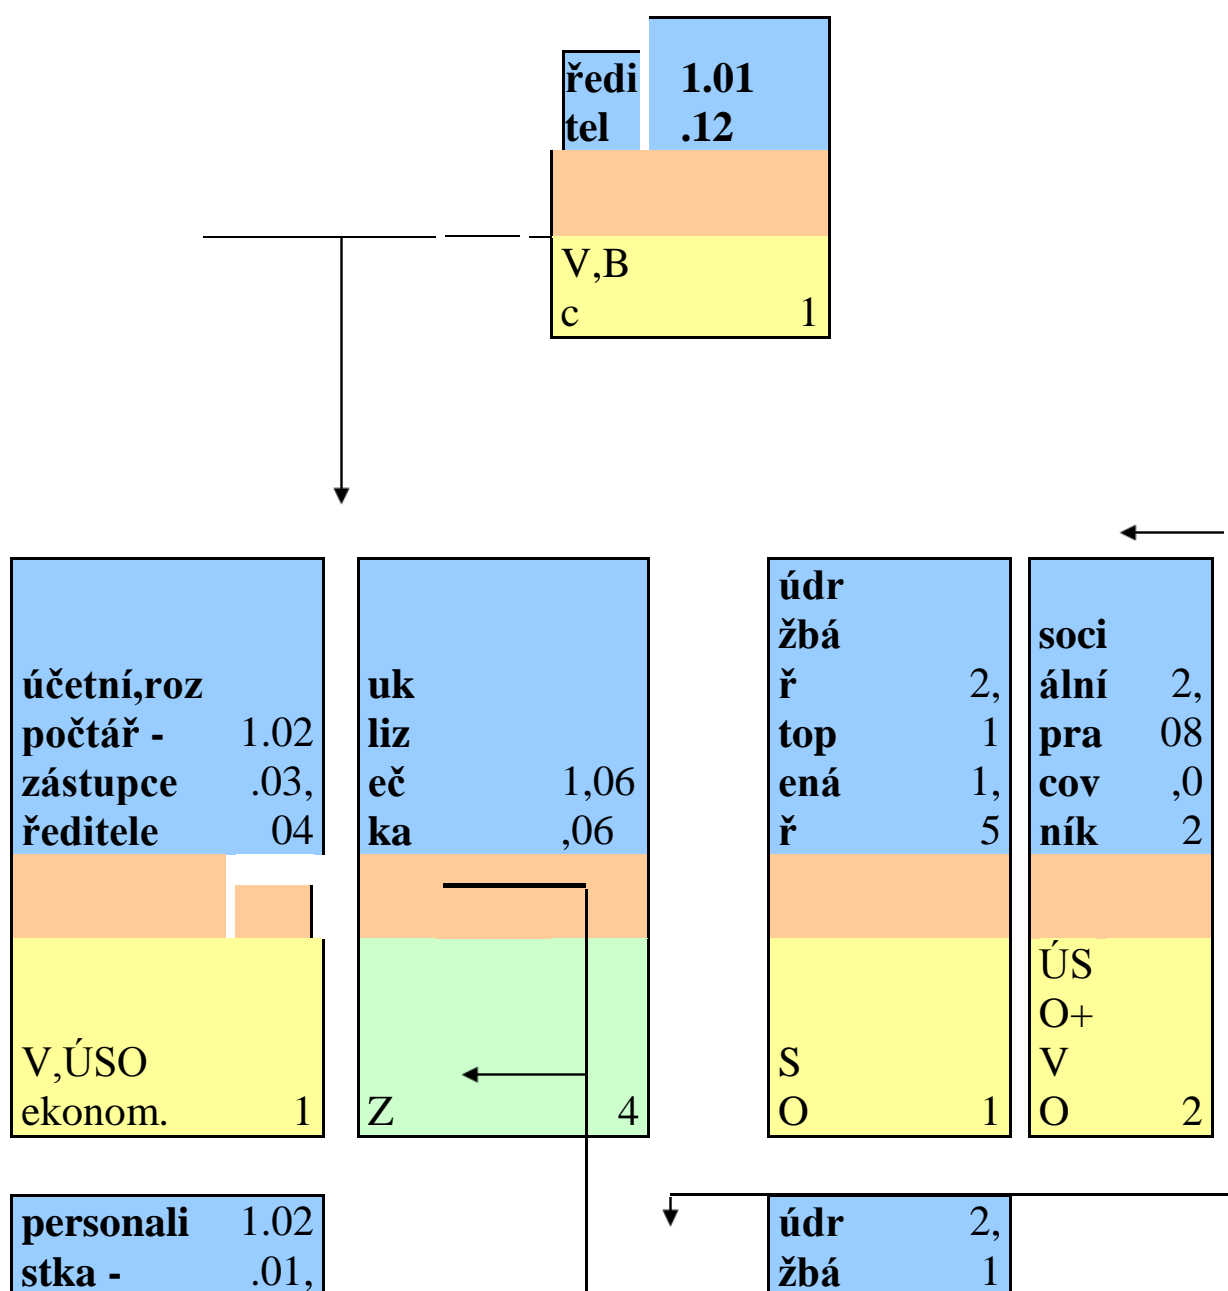 ředi 1.01
tel .12
V,B
c 1
účetní,roz
počtář - 1.02
zástupce .03,
ředitele 04
V,ÚSO
ekonom. 1
uk
liz
eč 1,06
ka ,06
Z 4
údr
žbá
ř 2,
top 1
ená 1,
ř 5
S
O 1
soci
ální 2,
pra 08
cov ,0
ník 2
ÚS
O+
V
O 2
personali 1.02
stka - .01,
údr 2,
žbá 1